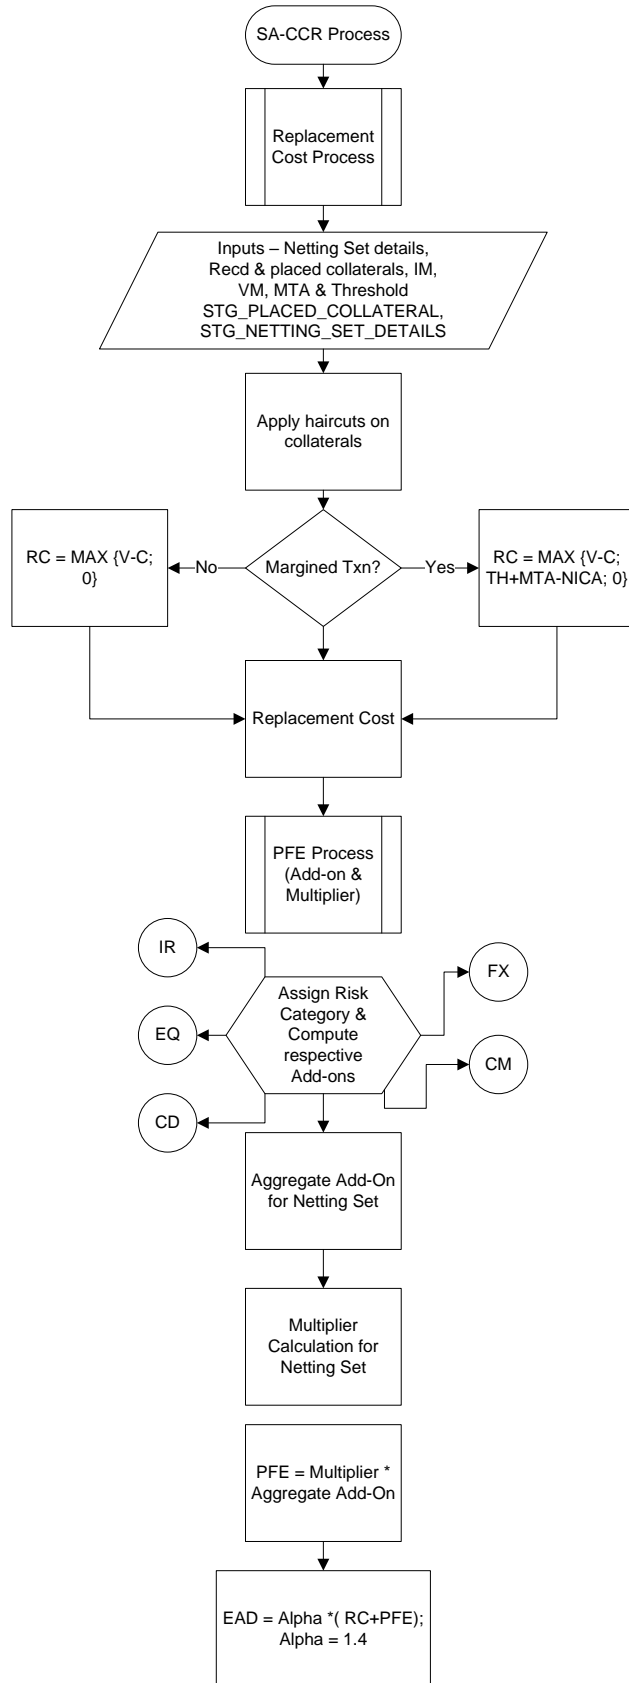 SA-CCR Process
Replacement
Cost Process
Inputs – Netting Set details,
Recd & placed collaterals, IM,
VM, MTA & Threshold
STG_PLACED_COLLATERAL,
STG_NETTING_SET_DETAILS
Apply haircuts on
collaterals
RC = MAX {V-C;
0}
No
Margined Txn?
Yes
RC = MAX {V-C;
TH+MTA-NICA; 0}
Replacement Cost
PFE Process
(Add-on &
Multiplier)
IR
FX
EQ
Assign Risk
Category &
Compute
respective
Add-ons
CM
CD
Aggregate Add-On
for Netting Set
Multiplier
Calculation for
Netting Set
PFE = Multiplier *
Aggregate Add-On
EAD = Alpha *( RC+PFE);
Alpha = 1.4